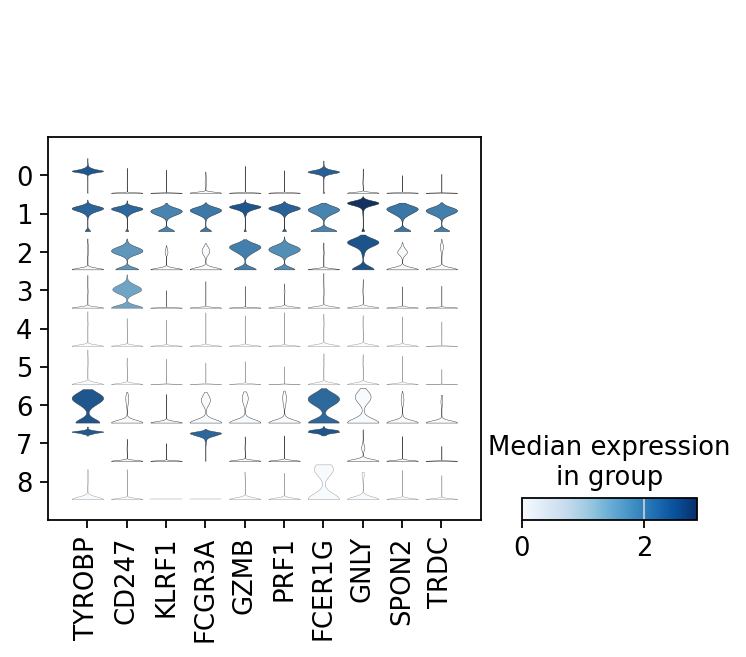 0
1
2
3
4
5
6
7
8
TYROBP
CD247
KLRF1
FCGR3A
GZMB
PRF1
FCER1G
GNLY
SPON2
TRDC
Median expression
in group
0
2